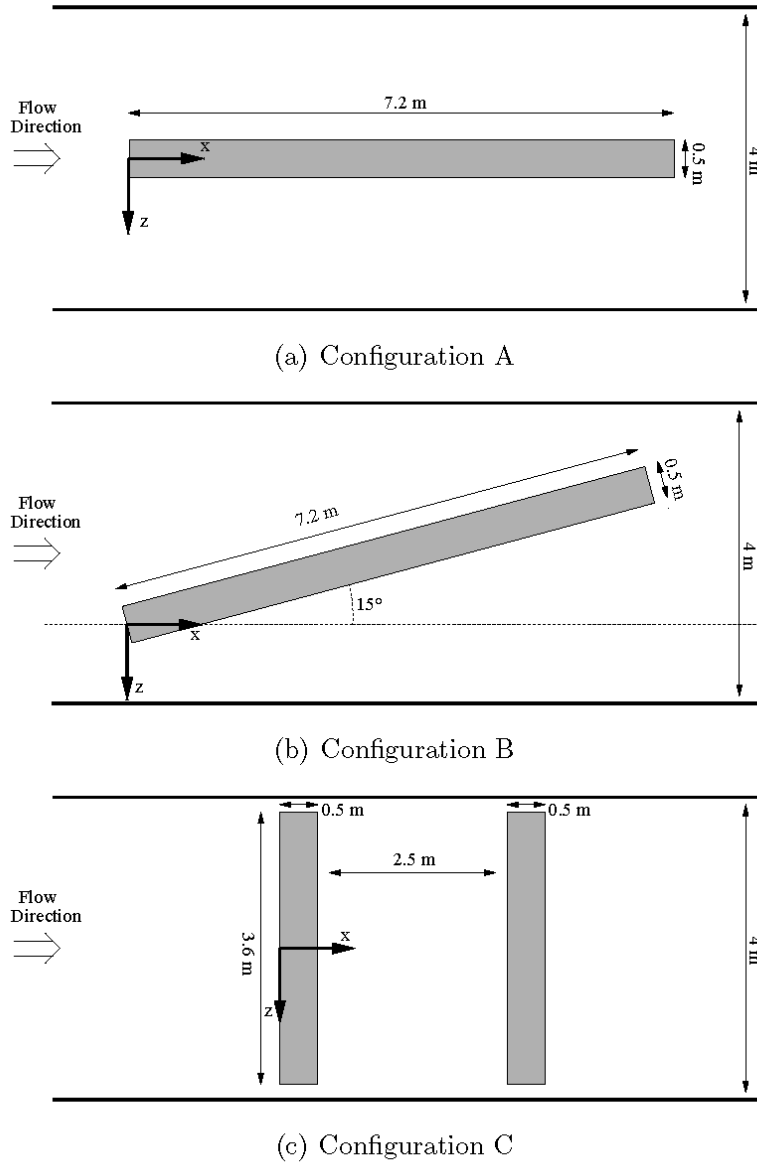 Flow
Direction
7.2 m
x
z
0.5 m
4 m
(a) Configuration A
Flow
Direction
7.2 m
0.5 m
15°
x
z
4 m
(b) Configuration B
0.5 m
0.5 m
2.5 m
Flow
Direction
3.6 m
x
z
4 m
(c) Configuration C